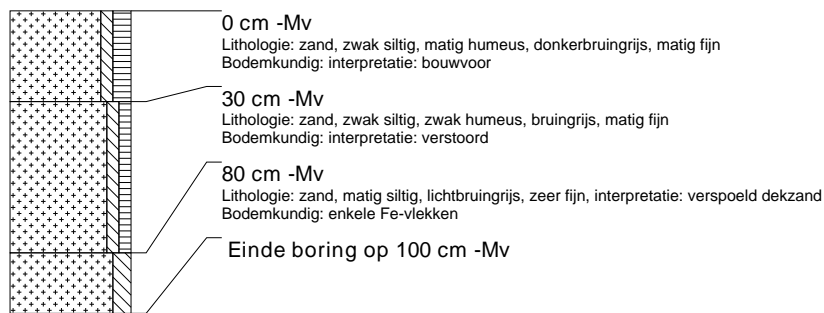 0 cm -Mv
Lithologie: zand, zwak siltig, matig humeus, donkerbruingrijs, matig fijn
Bodemkundig: interpretatie: bouwvoor
30 cm -Mv
Lithologie: zand, zwak siltig, zwak humeus, bruingrijs, matig fijn
Bodemkundig: interpretatie: verstoord
80 cm -Mv
Lithologie: zand, matig siltig, lichtbruingrijs, zeer fijn, interpretatie: verspoeld dekzand
Bodemkundig: enkele Fe-vlekken
Einde boring op 100 cm -Mv